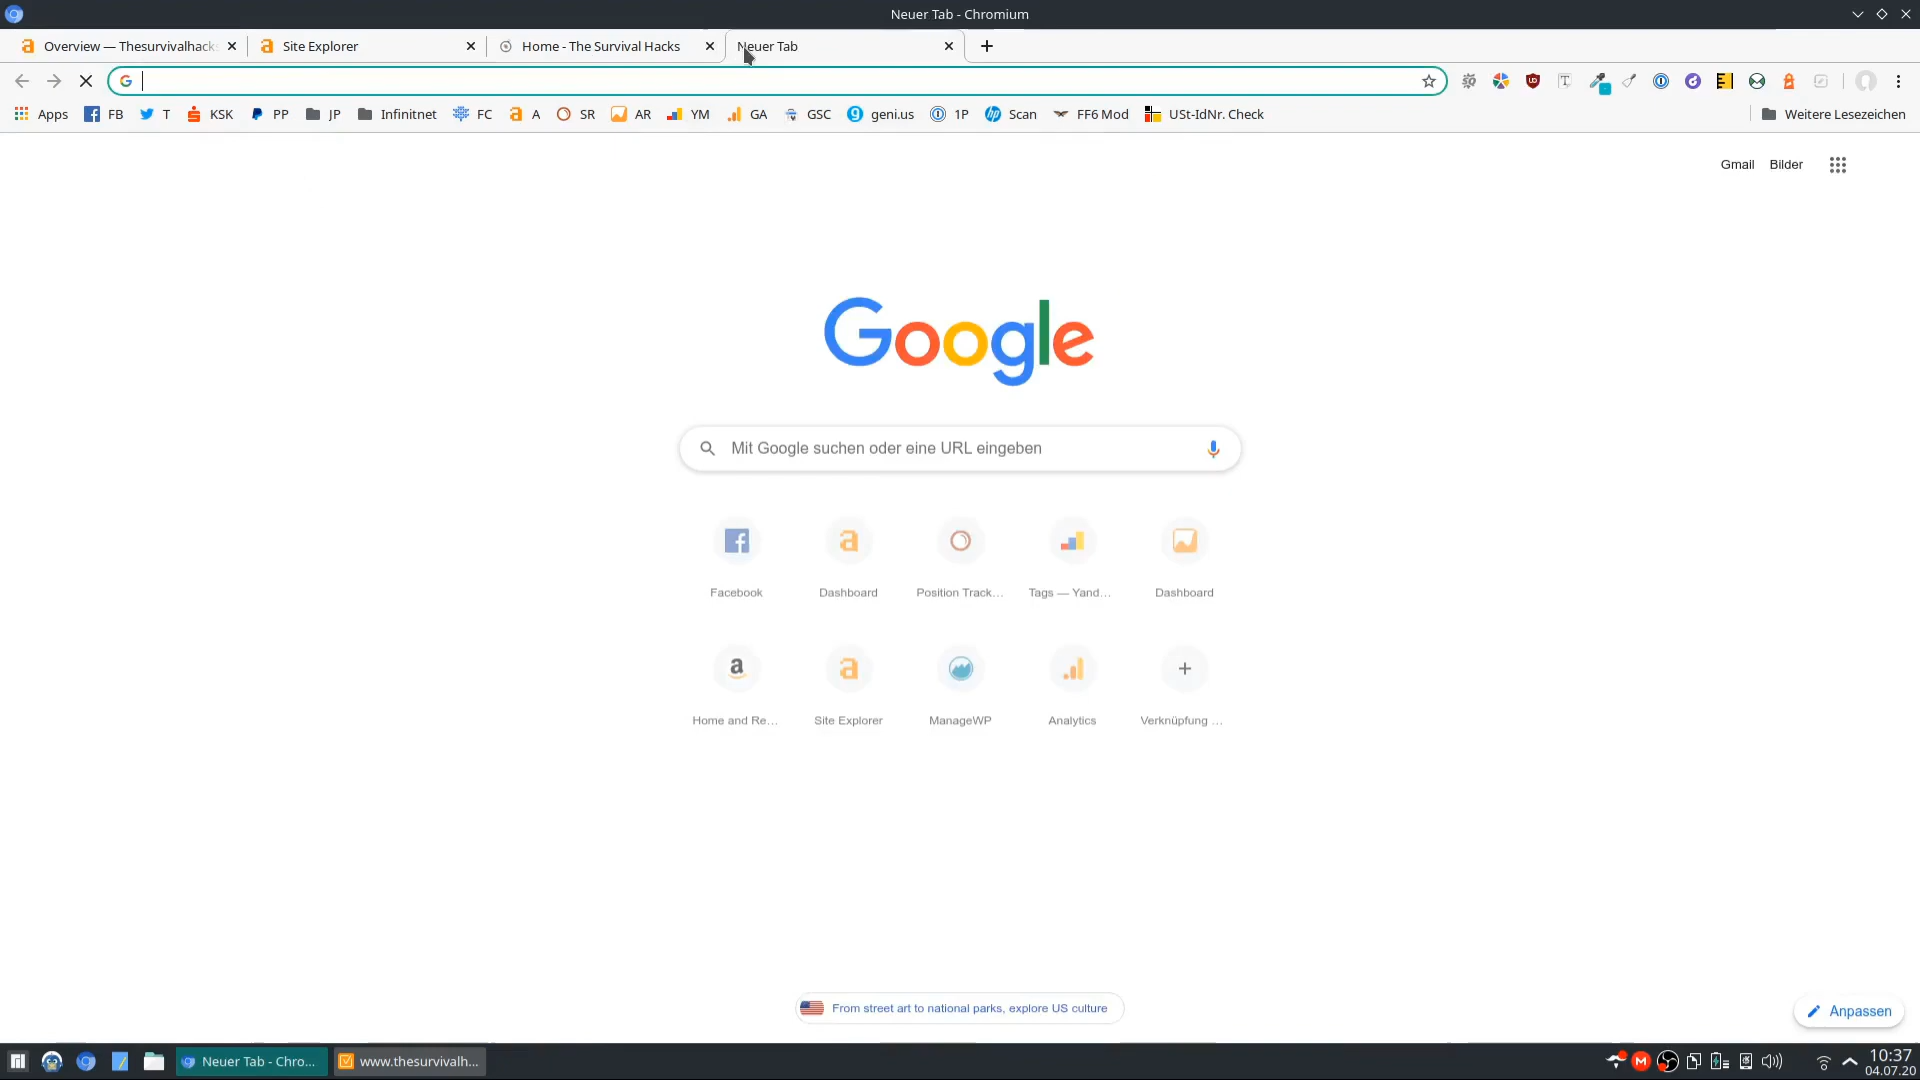 Neuer Tab - Chromium
Overview — Thesurvivalhack
Site Explorer
Home - The Survival Hacks
Neuer Tab
Apps FB T KSK PP JP Infinitnet FC A SR AR YM GA GSC geni.us 1P Scan FF6 Mod USt-IdNr. Check Weitere Lesezeichen
Gmail Bilder
Google
Mit Google suchen oder eine URL eingeben
Facebook Dashboard Position Track... Tags — Yand... Dashboard
Home and Re... Site Explorer ManageWP Analytics Verknüpfung ...
From street art to national parks, explore US culture
Anpassen
Neuer Tab - Chro... www.thesurvivalh... 10:37
04.07.20